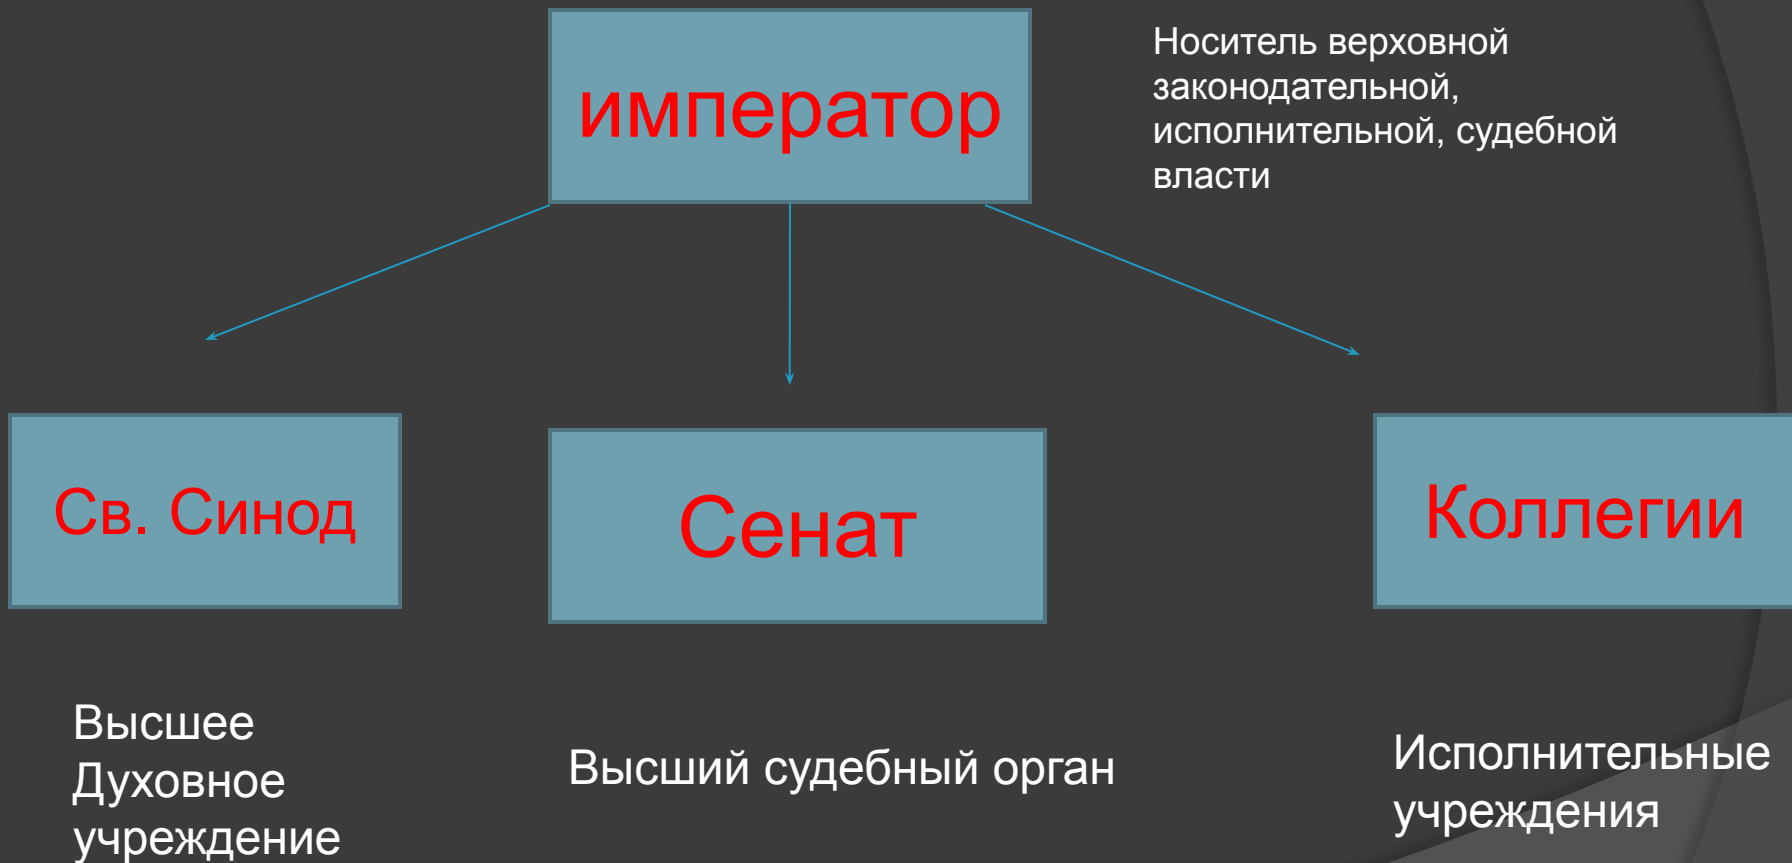 император
Носитель верховной
законодательной,
исполнительной, судебной
власти
Св. Синод
Сенат
Коллегии
Высшее
Духовное
учреждение
Высший судебный орган
Исполнительные
учреждения